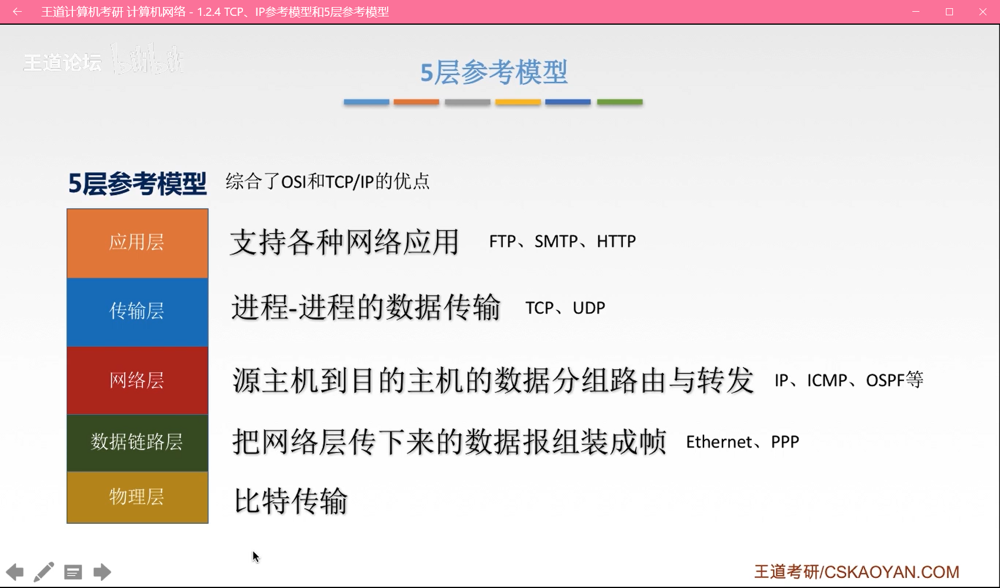 王道计算机考研 计算机网络 - 1.2.4 TCP、IP参考模型和5层参考模型
王道论坛 bilibili
5层参考模型
5层参考模型 综合了OSI和TCP/IP的优点
应用层 支持各种网络应用 FTP、SMTP、HTTP
传输层 进程-进程的数据传输 TCP、UDP
网络层 源主机到目的主机的数据分组路由与转发 IP、ICMP、OSPF等
数据链路层 把网络层传下来的数据报组装成帧 Ethernet、PPP
物理层 比特传输
王道考研/CSKAOYAN.COM